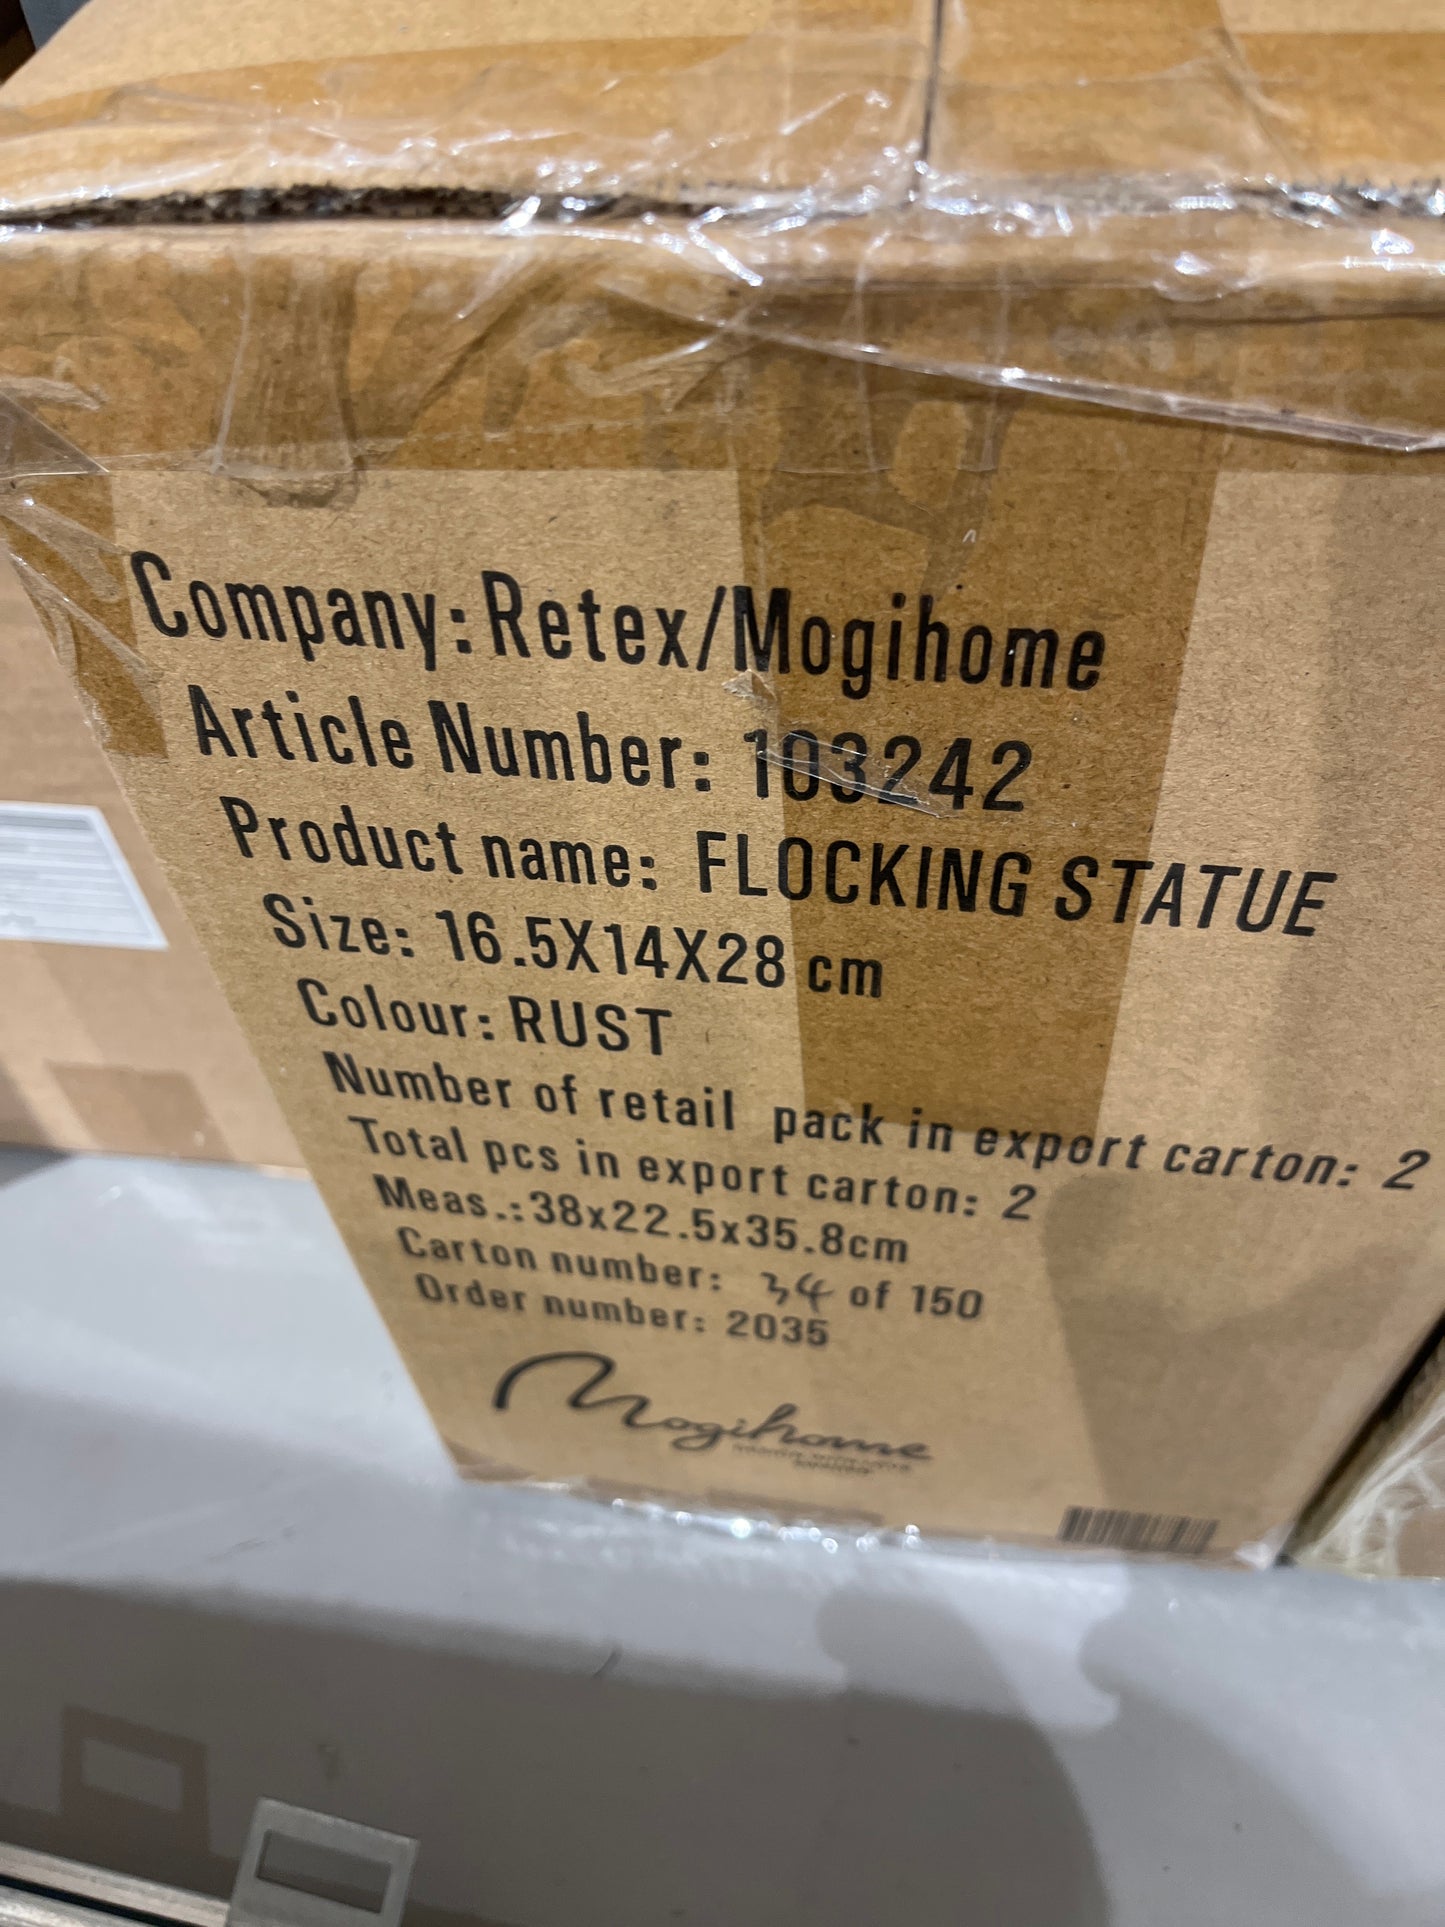 Company: Retex/Mogihome
Article Number: 103242
Product name: FLOCKING STATUE
Size: 16.5X14X28 cm
Colour: RUST
Number of retail pack in export carton: 2
Total pcs in export carton: 2
Meas.:38x22.5x35.8cm
Carton number: 34 of 150
Order number: 2035
Mogihome